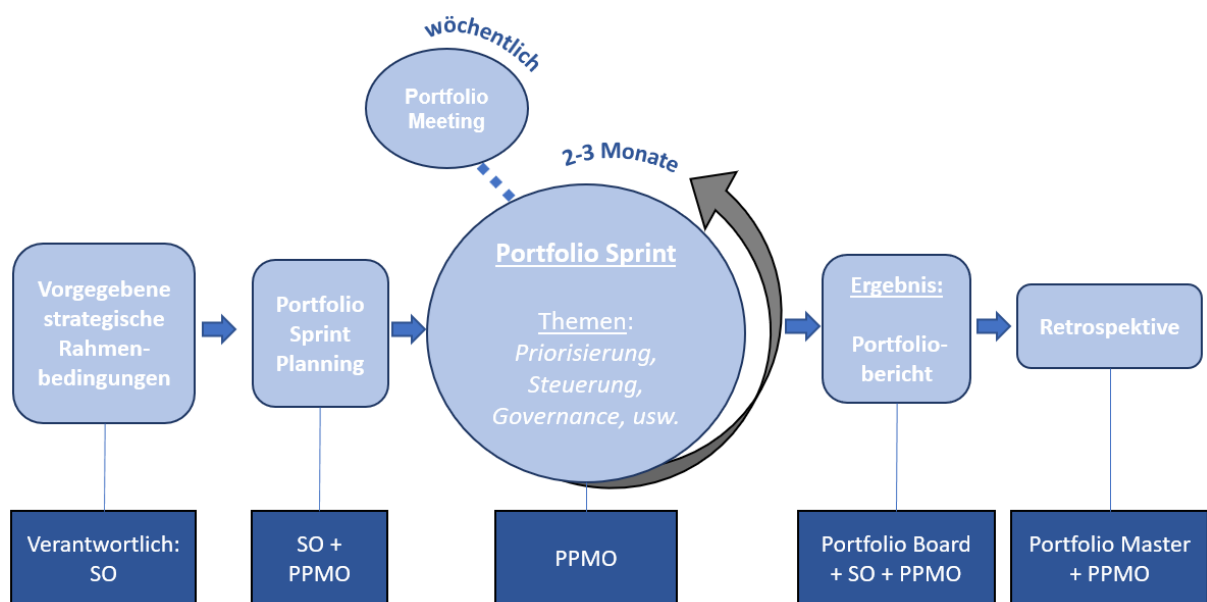 wöchentlich
Portfolio
Meeting
2-3 Monate
Vorgegebene
strategische
Rahmen-
bedingungen
Portfolio
Sprint
Planning
Portfolio Sprint
Themen:
Priorisierung,
Steuerung,
Governance, usw.
Ergebnis:
Portfolio-
bericht
Retrospektive
Verantwortlich:
SO
SO +
PPMO
PPMO
Portfolio Board
+ SO + PPMO
Portfolio Master
+ PPMO